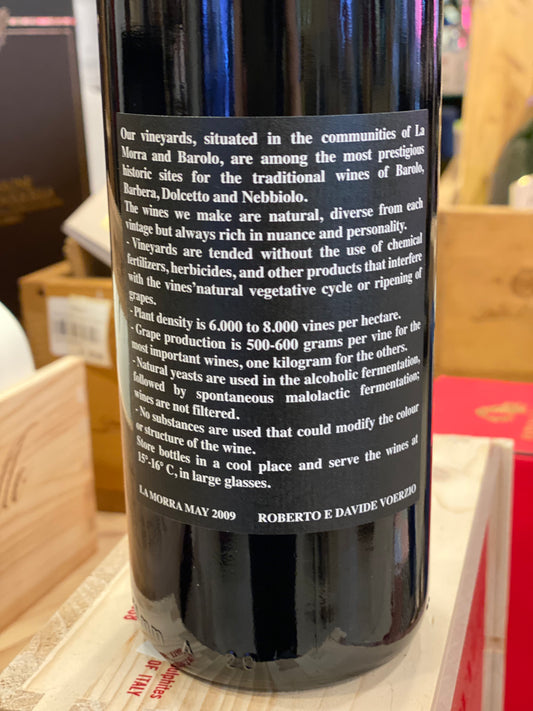 Our vineyards, situated in the communities of La
Morra and Barolo, are among the most prestigious
historic sites for the traditional wines of Barolo,
Barbera, Dolcetto and Nebbiolo.
The wines we make are natural, diverse from each
vintage but always rich in nuance and personality.
- Vineyards are tended without the use of chemical
fertilizers, herbicides, and other products that interfere
with the vines'natural vegetative cycle or ripening of
grapes.
- Plant density is 6.000 to 8.000 vines per hectare.
- Grape production is 500-600 grams per vine for the
most important wines, one kilogram for the others.
- Natural yeasts are used in the alcoholic fermentation,
followed by spontaneous malolactic fermentation;
wines are not filtered.
- No substances are used that could modify the colour
or structure of the wine.
Store bottles in a cool place and serve the wines at
15°-16° C, in large glasses.
LA MORRA MAY 2009 ROBERTO E DAVIDE VOERZIO
OF ITALY